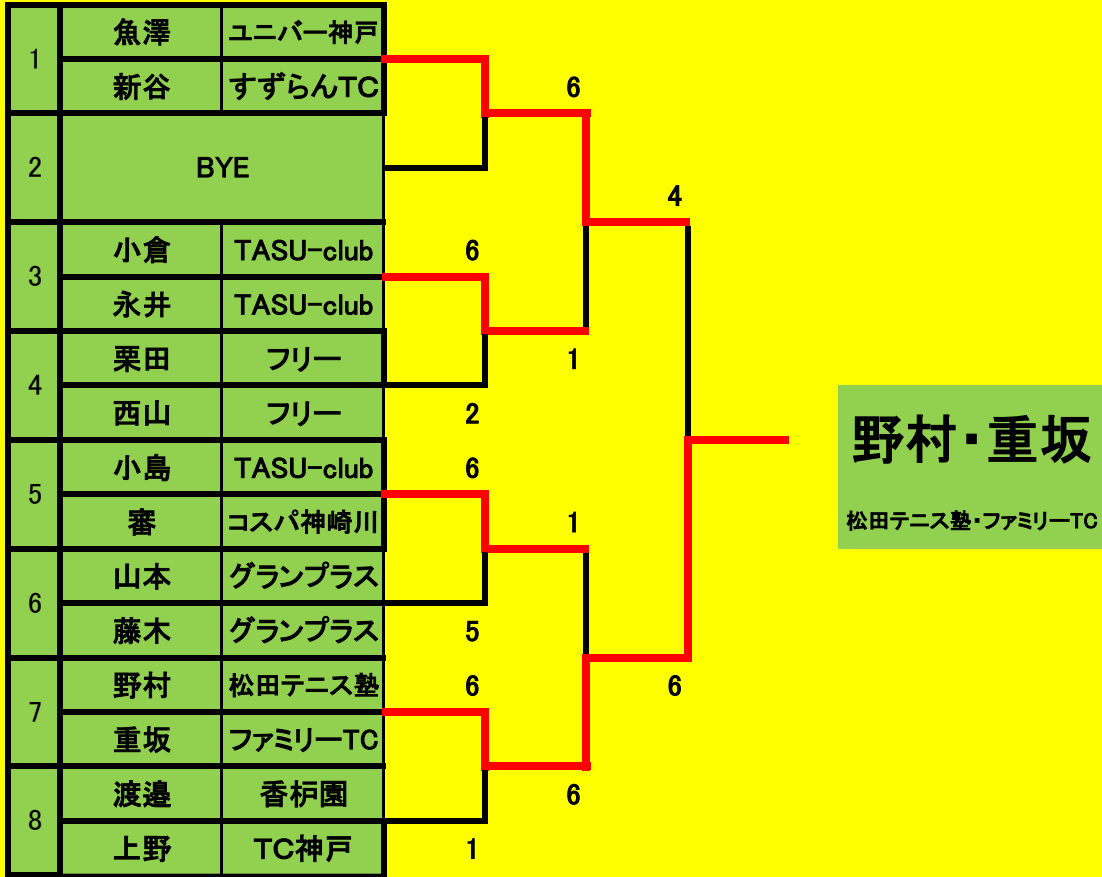 1
魚澤 ユニバー神戸
新谷 すずらんTC
2
BYE
3
小倉 TASU-club
永井 TASU-club
4
栗田 フリー
西山 フリー
5
小島 TASU-club
審 コスパ神崎川
6
山本 グランプラス
藤木 グランプラス
7
野村 松田テニス塾
重坂 ファミリーTC
8
渡邉 香枦園
上野 TC神戸
6
6
2
6
5
6
1
1
1
6
4
6
野村・重坂
松田テニス塾・ファミリーTC